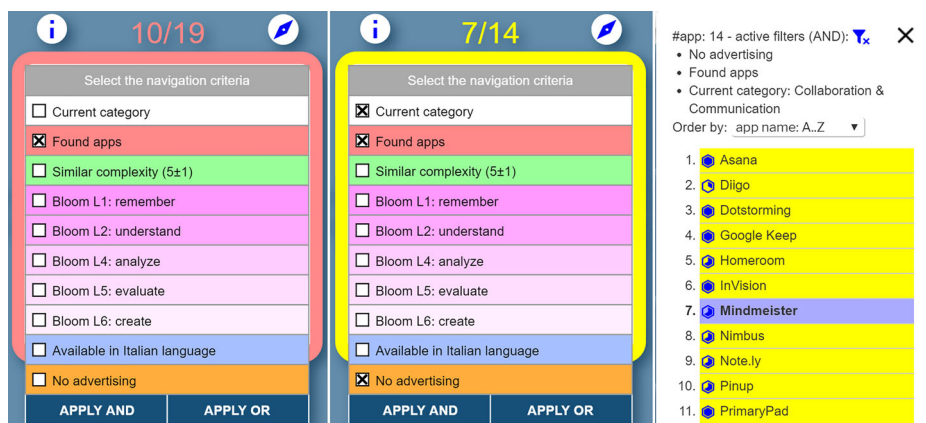 10/19
Select the navigation criteria
Current category
Found apps
Similar complexity (5±1)
Bloom L1: remember
Bloom L2: understand
Bloom L4: analyze
Bloom L5: evaluate
Bloom L6: create
Available in Italian language
No advertising
APPLY AND
APPLY OR
7/14
Select the navigation criteria
Current category
Found apps
Similar complexity (5±1)
Bloom L1: remember
Bloom L2: understand
Bloom L4: analyze
Bloom L5: evaluate
Bloom L6: create
Available in Italian language
No advertising
APPLY AND
APPLY OR
#app: 14 - active filters (AND):
• No advertising
• Found apps
• Current category: Collaboration &
Communication
Order by: app name: A..Z
1. Asana
2. Diigo
3. Dotstorming
4. Google Keep
5. Homeroom
6. InVision
7. Mindmeister
8. Nimbus
9. Note.ly
10. Pinup
11. PrimaryPad